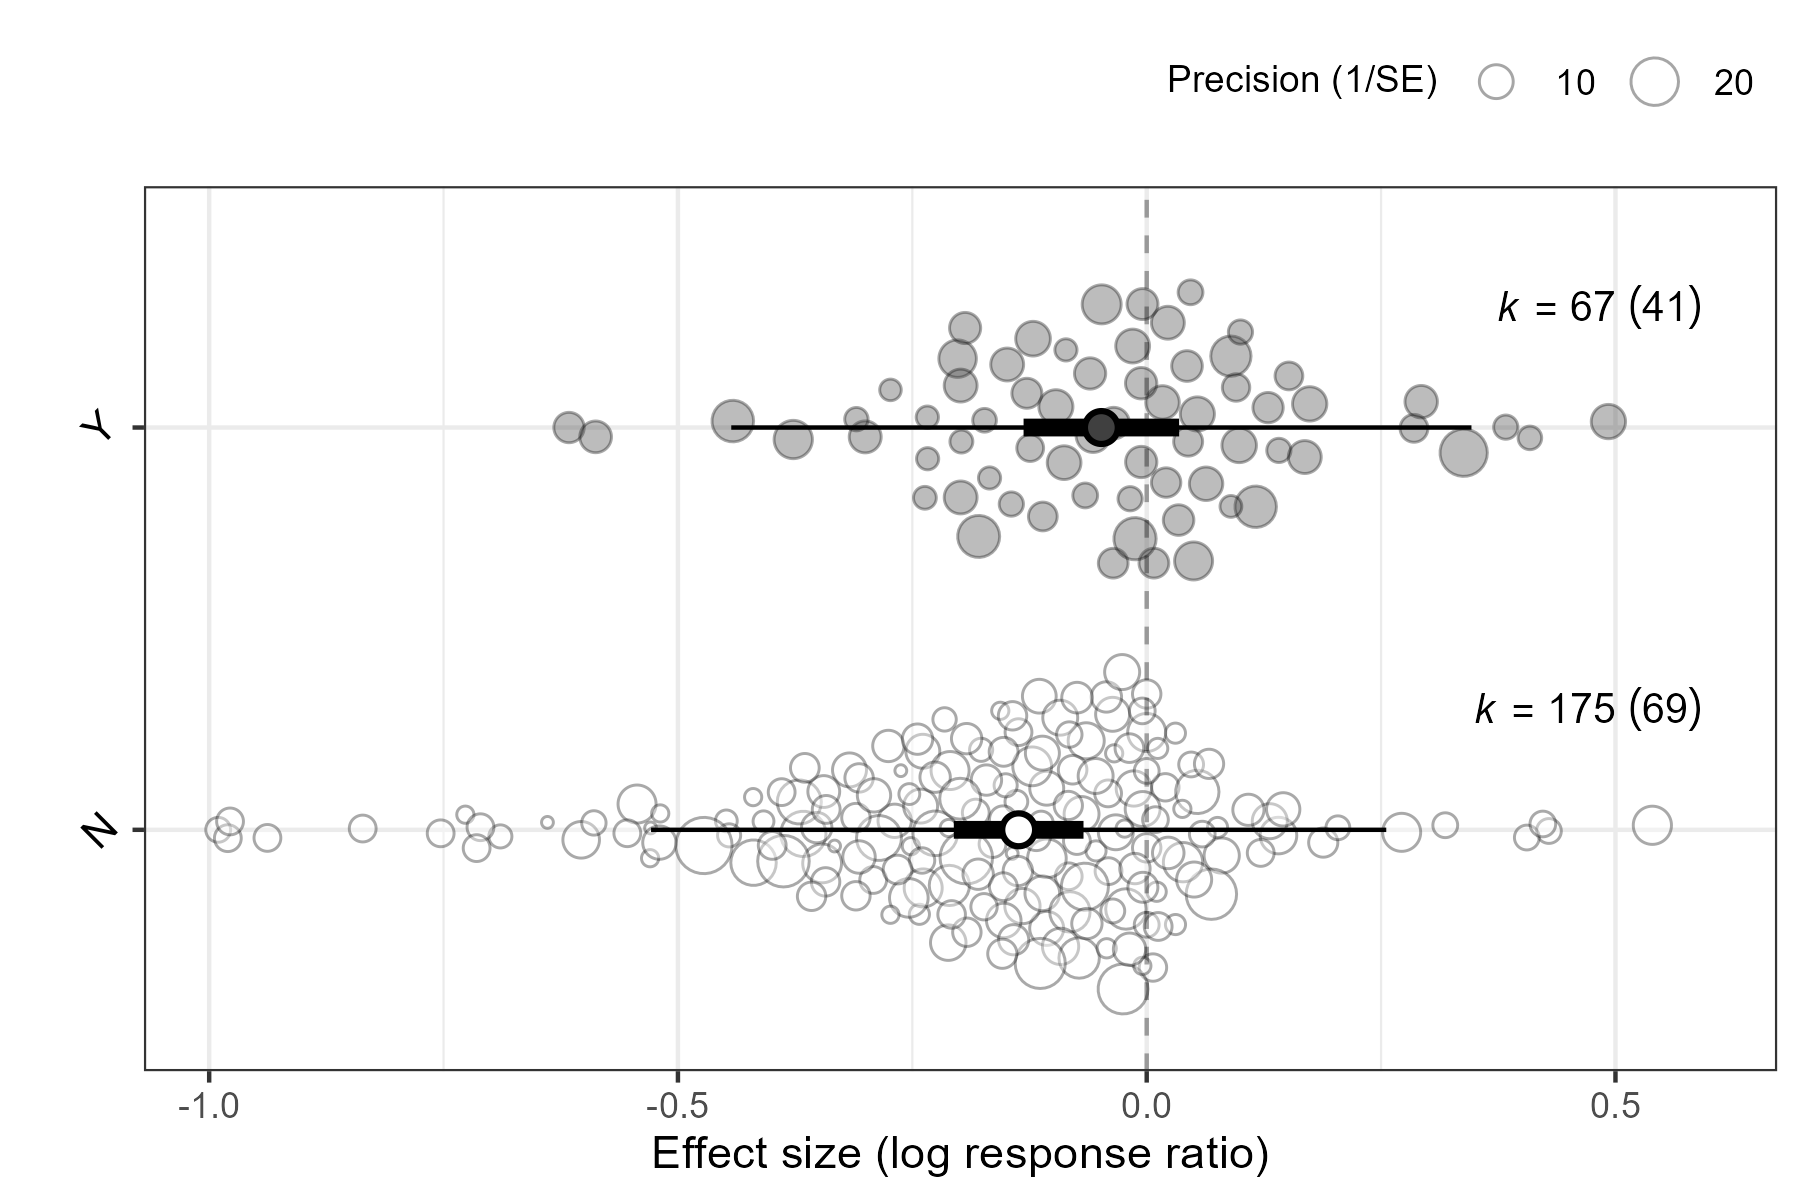 Precision (1/SE) 10 20
k = 67 (41)
Y
k = 175 (69)
N
-1.0 -0.5 0.0 0.5
Effect size (log response ratio)